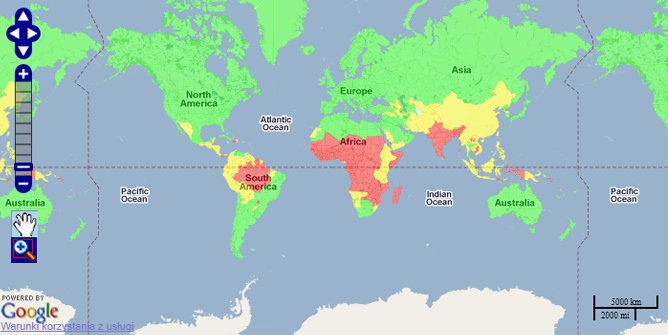 Asia
Europe
North
America
Atlantic
Ocean
Africa
South
America
Pacific
Ocean
Indian
Ocean
Australia
Australia
Pacific
Ocean
POWERED BY
Google
Warunki korzystania z usługi
5000 km
2000 mi